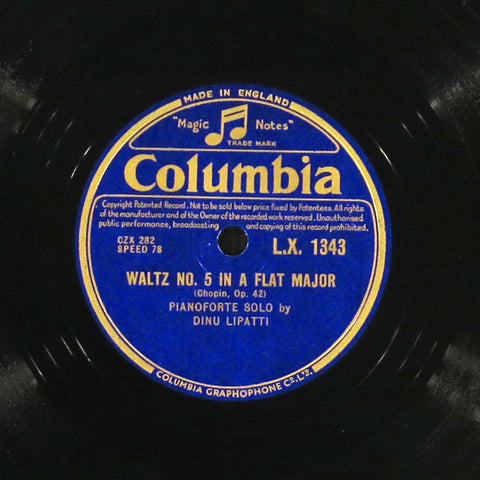 MADE IN ENGLAND
"Magic Notes"
TRADE MARK
Columbia
Copyright Patented Record. Not to be sold below price fixed by Patentees. All rights
of the manufacturer and of the Owner of the recorded work reserved. Unauthorised
public performance, broadcasting and copying of this record prohibited.
CZX 282
SPEED 78
L.X. 1343
WALTZ NO. 5 IN A FLAT MAJOR
(Chopin, Op. 42)
PIANOFORTE SOLO by
DINU LIPATTI
COLUMBIA GRAPHOPHONE CO. LTD.